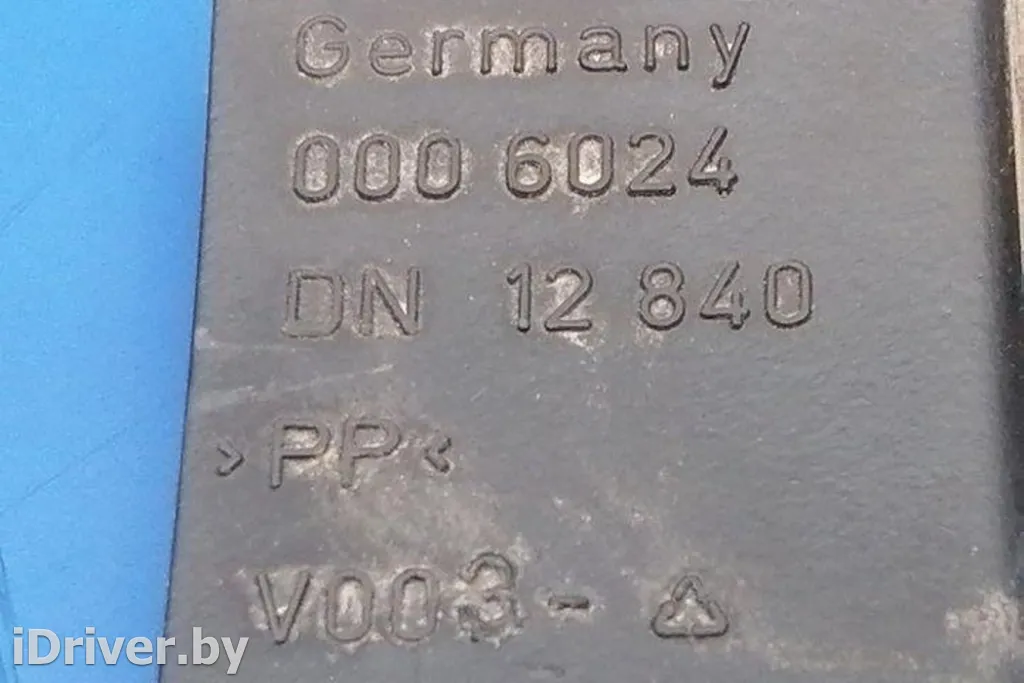 Germany
000 6024
DN 12 840
>PP<
V003-
iDriver.by